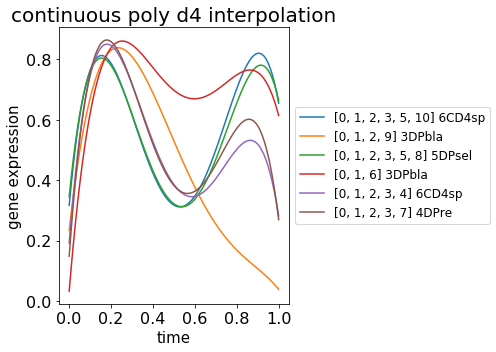 continuous poly d4 interpolation
gene expression
0.8
0.6
0.4
0.2
0.0
0.0 0.2 0.4 0.6 0.8 1.0
time
[0, 1, 2, 3, 5, 10] 6CD4sp
[0, 1, 2, 9] 3DPbla
[0, 1, 2, 3, 5, 8] 5DPsel
[0, 1, 6] 3DPbla
[0, 1, 2, 3, 4] 6CD4sp
[0, 1, 2, 3, 7] 4DPre